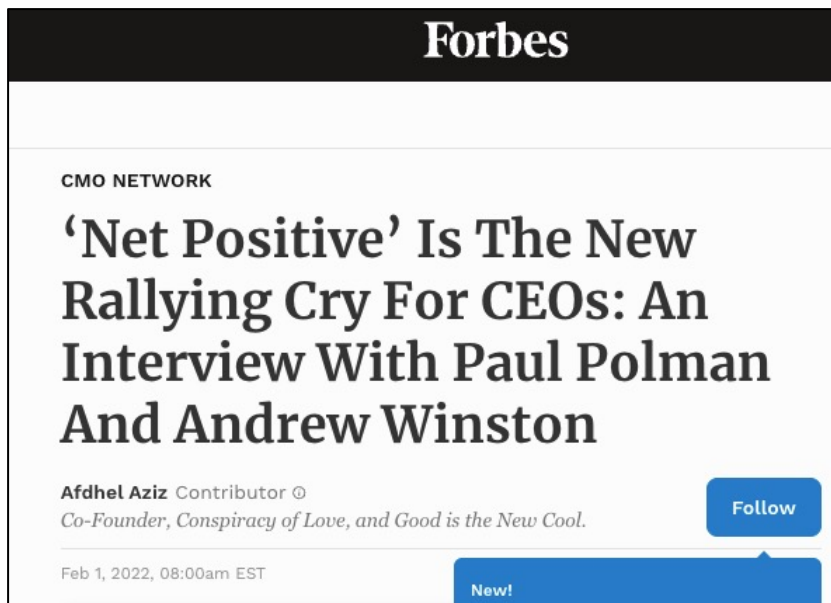 Forbes
CMO NETWORK
‘Net Positive’ Is The New
Rallying Cry For CEOs: An
Interview With Paul Polman
And Andrew Winston
Afdhel Aziz Contributor ⓘ
Co-Founder, Conspiracy of Love, and Good is the New Cool.
Follow
Feb 1, 2022, 08:00am EST
New!